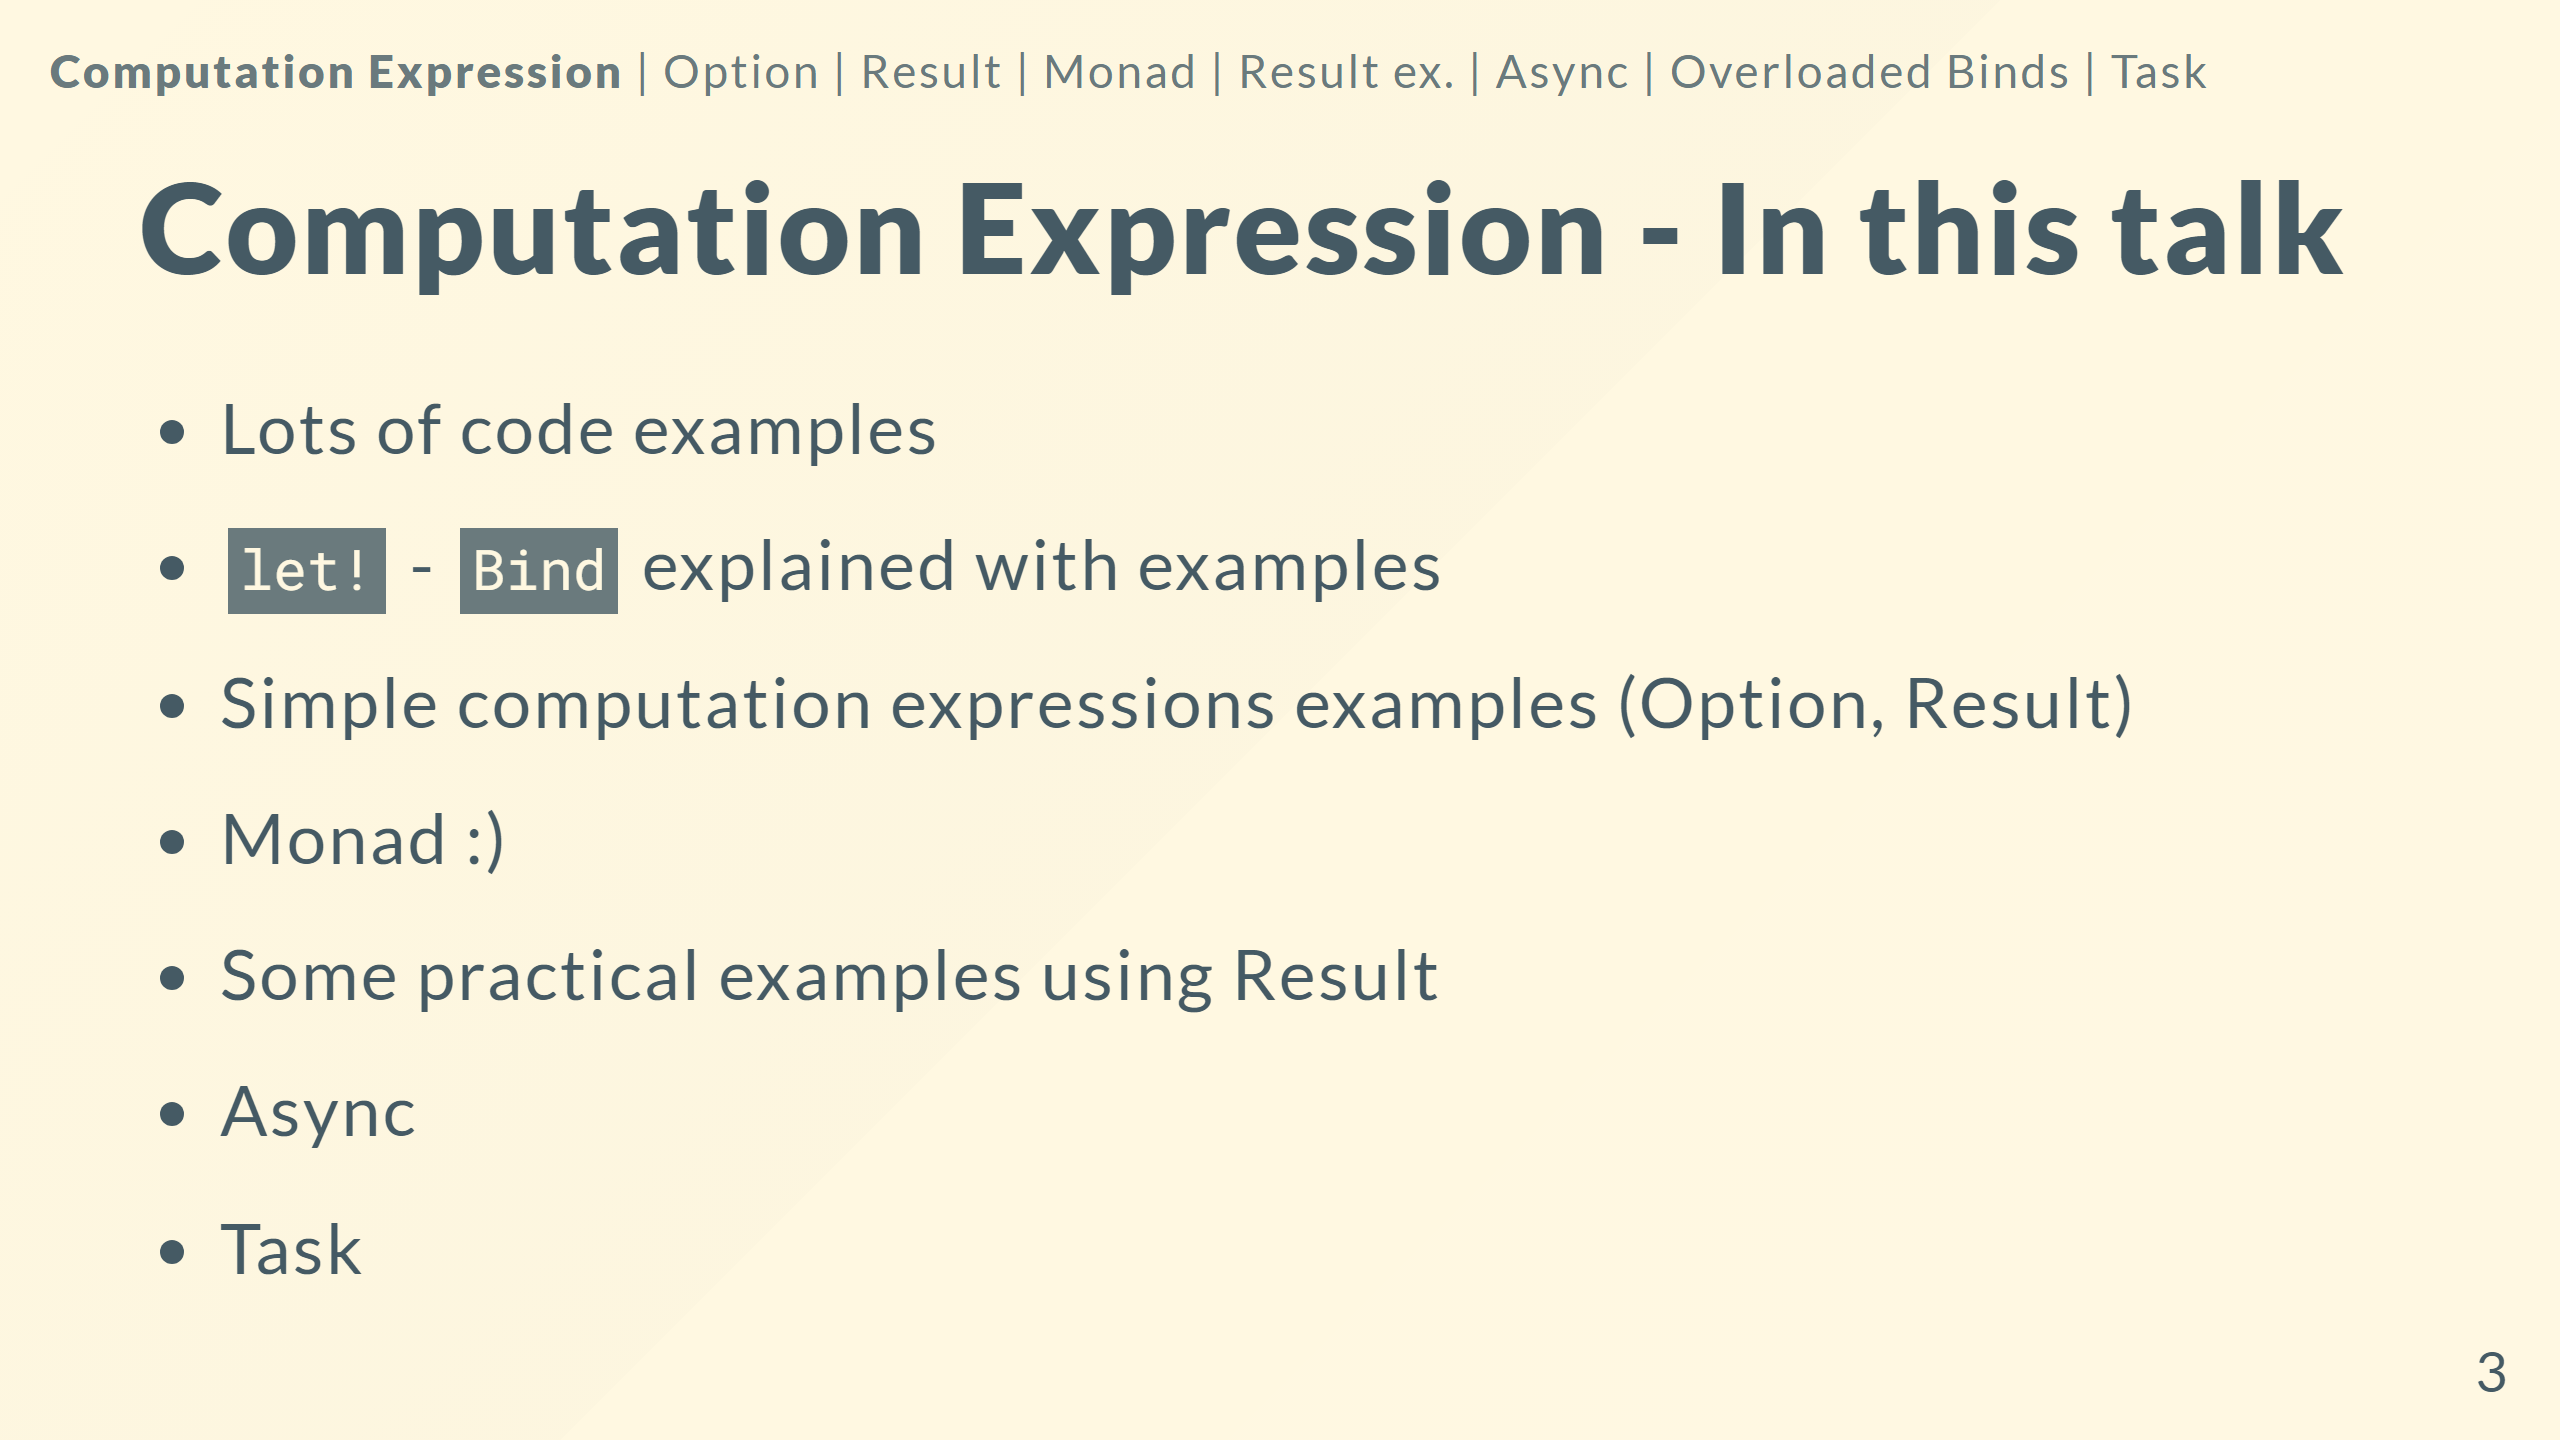 Computation Expression | Option | Result | Monad | Result ex. | Async | Overloaded Binds | Task
Computation Expression - In this talk
• Lots of code examples
• let! - Bind explained with examples
• Simple computation expressions examples (Option, Result)
• Monad :)
• Some practical examples using Result
• Async
• Task
3